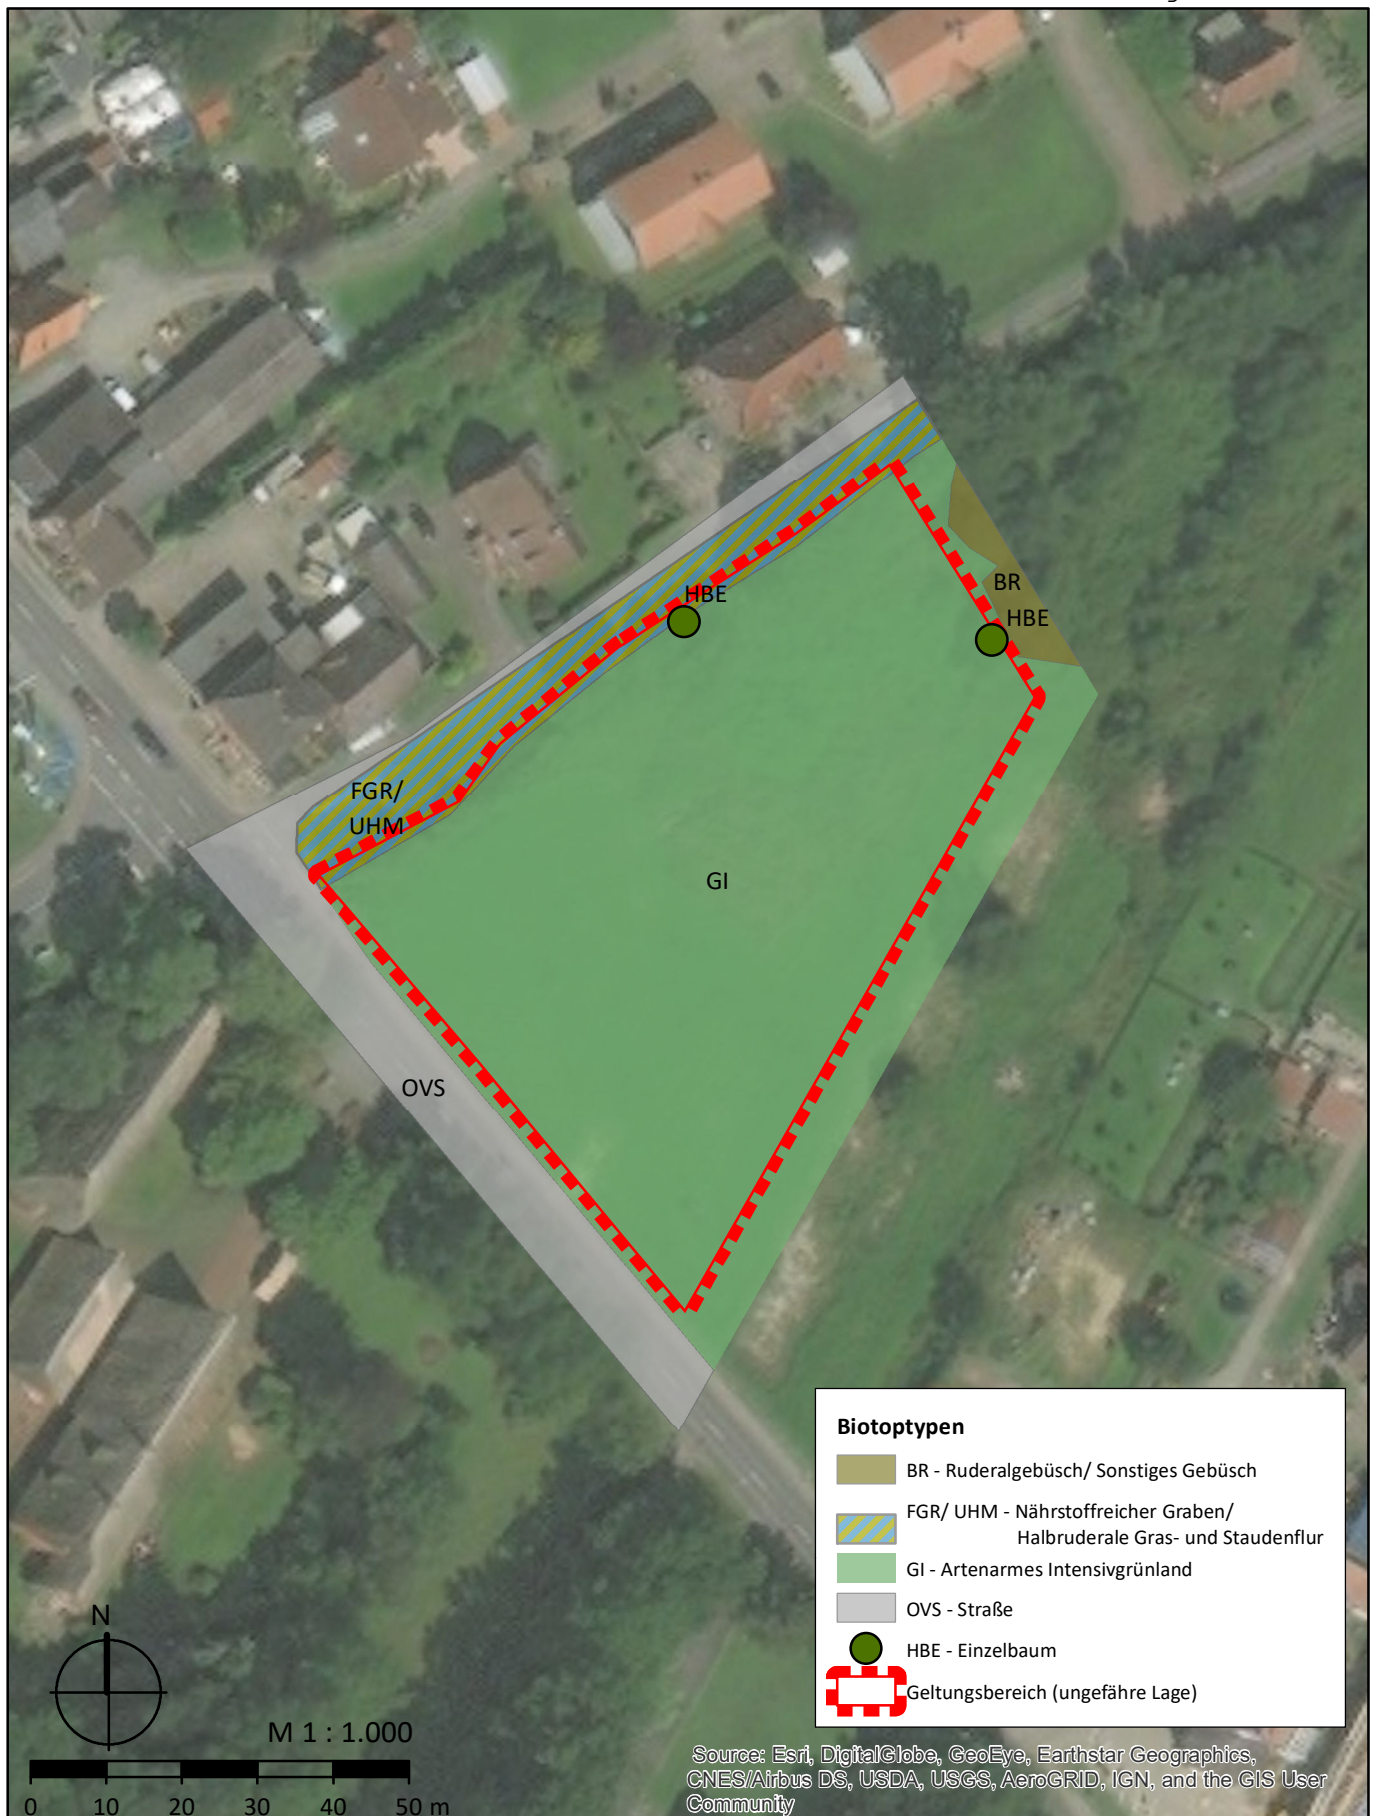 HBE
BR
HBE
FGR/
UHM
GI
OVS
Biotoptypen
BR - Ruderalgebüsch/ Sonstiges Gebüsch
FGR/ UHM - Nährstoffreicher Graben/
Halbruderale Gras- und Staudenflur
GI - Artenarmes Intensivgrünland
OVS - Straße
HBE - Einzelbaum
Geltungsbereich (ungefähre Lage)
N
M 1 : 1.000
0 10 20 30 40 50 m
Source: Esri, DigitalGlobe, GeoEye, Earthstar Geographics,
CNES/Airbus DS, USDA, USGS, AeroGRID, IGN, and the GIS User
Community